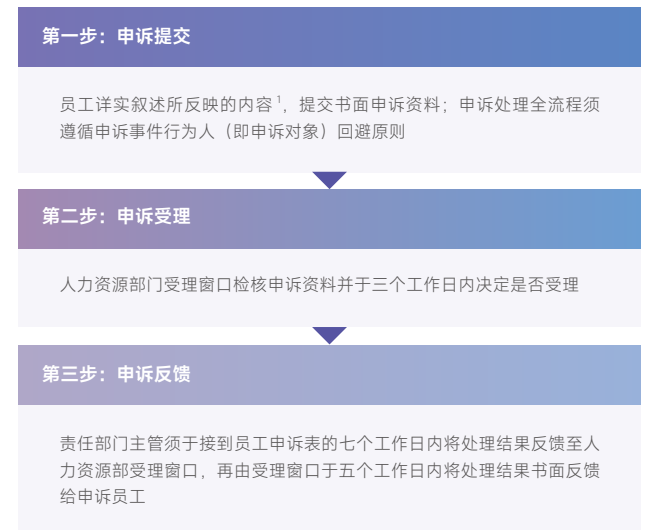 第一步：申诉提交
员工详实叙述所反映的内容¹，提交书面申诉资料；申诉处理全流程须
遵循申诉事件行为人（即申诉对象）回避原则
第二步：申诉受理
人力资源部门受理窗口检核申诉资料并于三个工作日内决定是否受理
第三步：申诉反馈
责任部门主管须于接到员工申诉表的七个工作日内将处理结果反馈至人
力资源部受理窗口，再由受理窗口于五个工作日内将处理结果书面反馈
给申诉员工